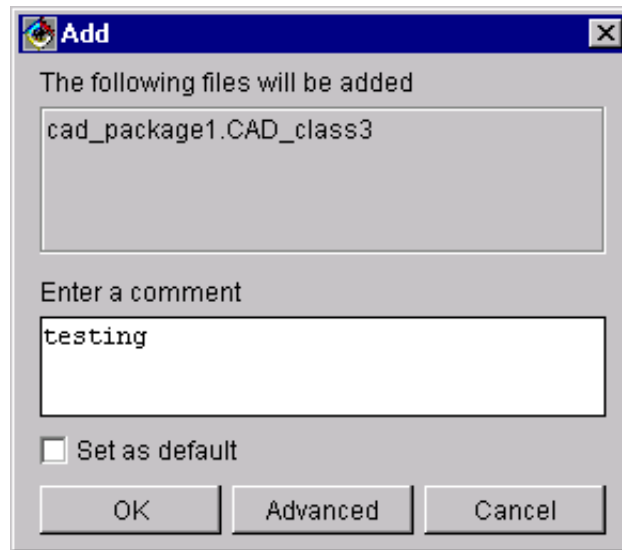 Add
The following files will be added
cad_package1.CAD_class3
Enter a comment
testing
Set as default
OK Advanced Cancel